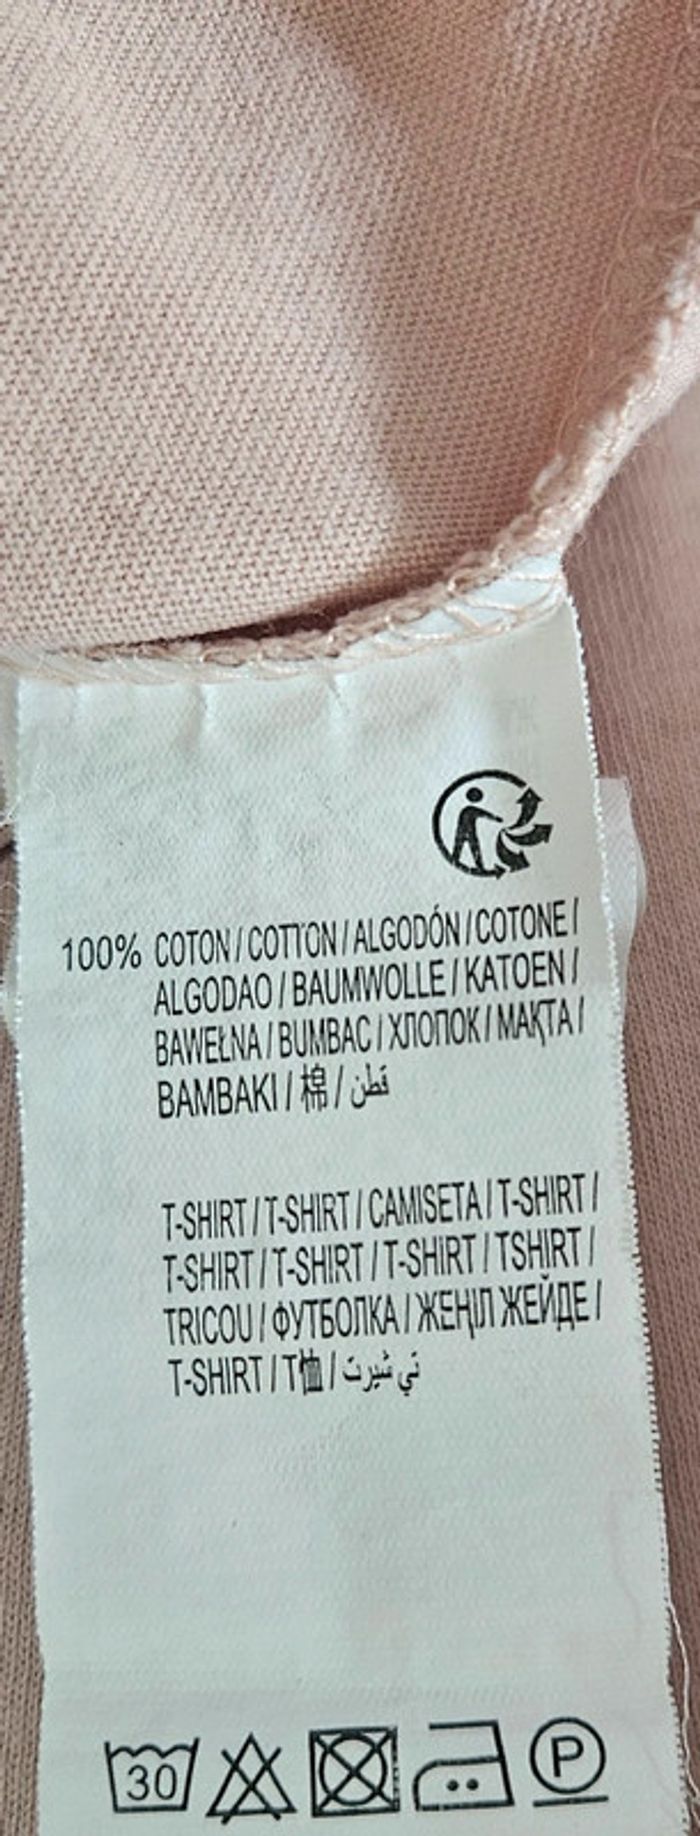 100% COTON / COTTON / ALGODÓN / COTONE /
ALGODAO / BAUMWOLLE / KATOEN /
BAWEŁNA / BUMBAC / ХЛОПОК / МАҚТА /
BAMBAKI / 棉 / قطن
T-SHIRT / T-SHIRT / CAMISETA / T-SHIRT /
T-SHIRT / T-SHIRT / T-SHIRT / TSHIRT /
TRICOU / ФУТБОЛКА / ЖЕҢІЛ ЖЕЙДЕ /
T-SHIRT / T恤 / تي شيرت
30 P